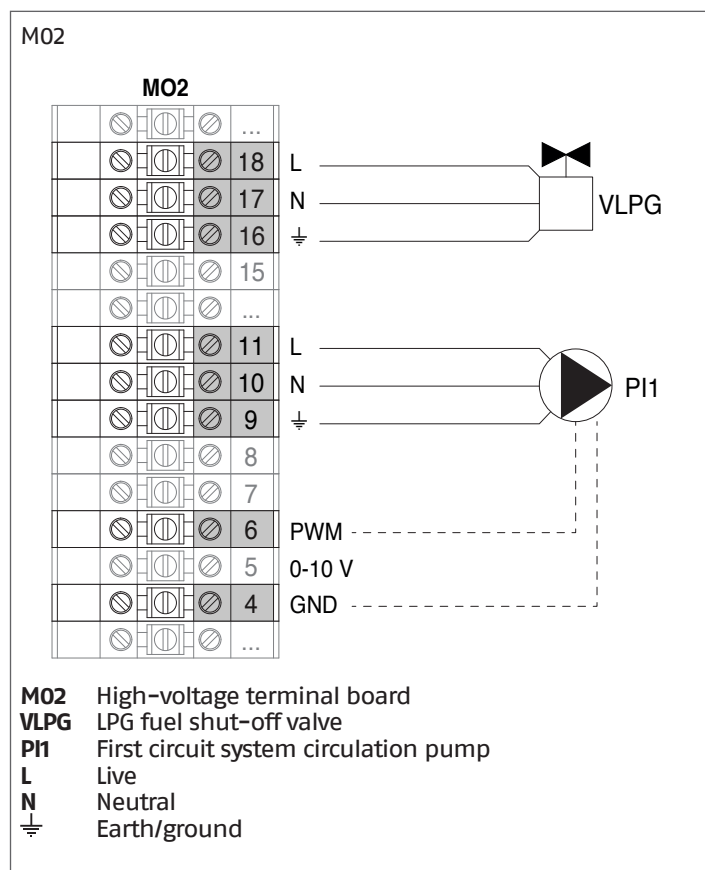 M02
MO2
...
18 L
17 N VLPG
16 ⏚
15
...
11 L
10 N PI1
9 ⏚
8
7
6 PWM
5 0-10 V
4 GND
...
M02 High-voltage terminal board
VLPG LPG fuel shut-off valve
PI1 First circuit system circulation pump
L Live
N Neutral
⏚ Earth/ground